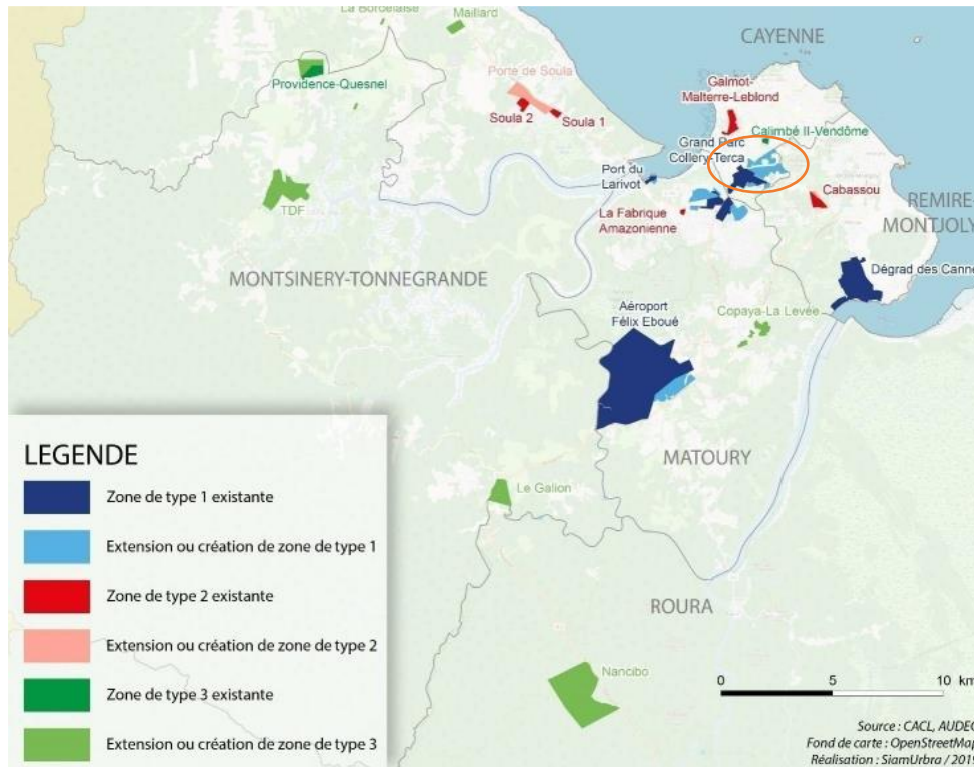 La Bordelaise
Maillard
CAYENNE
Providence-Quesnel
Porte de Soula
Soula 2
Soula 1
Galmot-
Malterre-Leblond
Calimbé II-Vendôme
Grand Parc
Collery-Terca
Port du
Larivot
Cabassou
TDF
La Fabrique
Amazonienne
REMIRE-
MONTJOLY
MONTSINERY-TONNEGRANDE
Dégrad des Canne
Aéroport
Félix Eboué
Copaya-La Levée
MATOURY
Le Galion
ROURA
Nancibo
LEGENDE
Zone de type 1 existante
Extension ou création de zone de type 1
Zone de type 2 existante
Extension ou création de zone de type 2
Zone de type 3 existante
Extension ou création de zone de type 3
0 5 10 km
Source : CACL, AUDEG
Fond de carte : OpenStreetMap
Réalisation : SiamUrbra / 2019